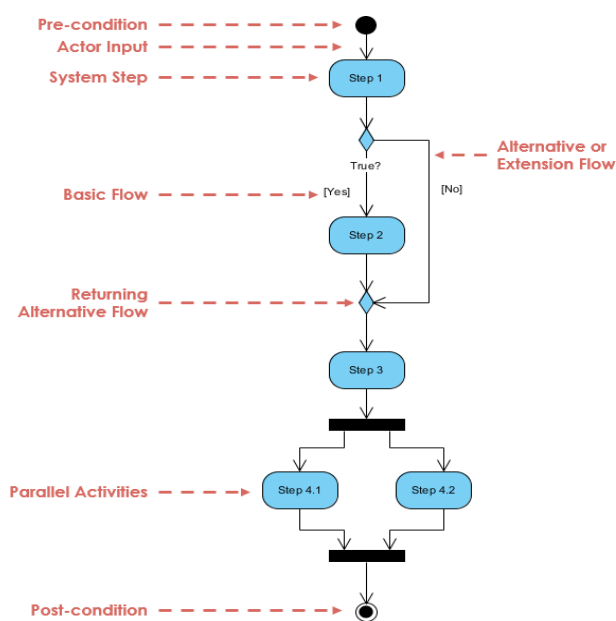 Pre-condition
Actor Input
System Step
Step 1
Alternative or
Extension Flow
True?
Basic Flow
[Yes]
[No]
Step 2
Returning
Alternative Flow
Step 3
Parallel Activities
Step 4.1
Step 4.2
Post-condition